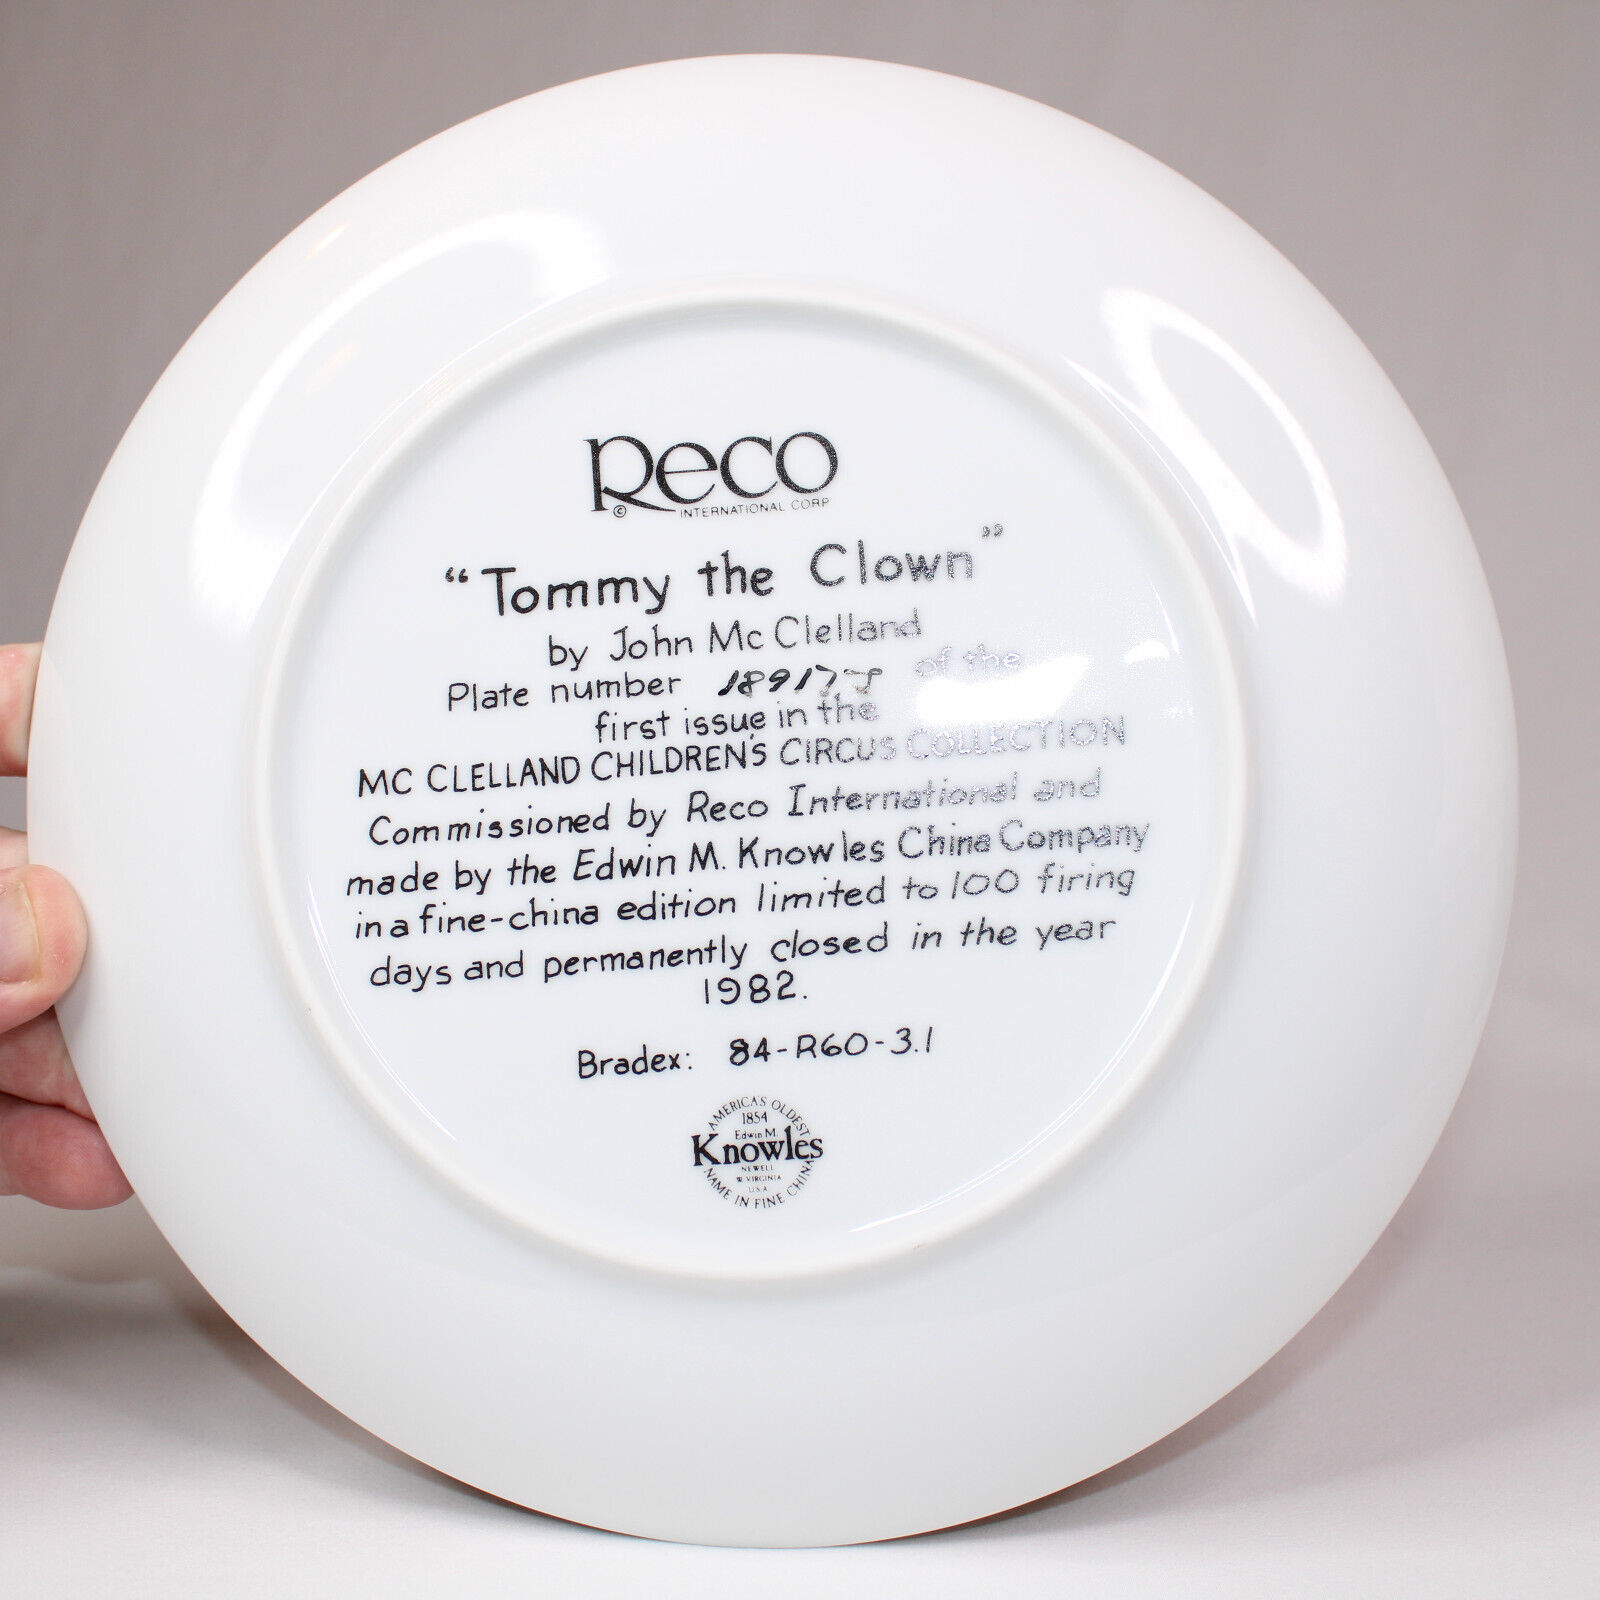 Reco
© INTERNATIONAL CORP
“Tommy the Clown”
by John McClelland
Plate number 18917 of the
first issue in the
MC CLELLAND CHILDREN'S CIRCUS COLLECTION
Commissioned by Reco International and
made by the Edwin M. Knowles China Company
in a fine-china edition limited to 100 firing
days and permanently closed in the year
1982.
Bradex: 84-R60-3.1
AMERICA'S OLDEST
1854
Edwin M.
Knowles
NEWELL
W. VIRGINIA
U.S.A.
NAME IN FINE CHINA